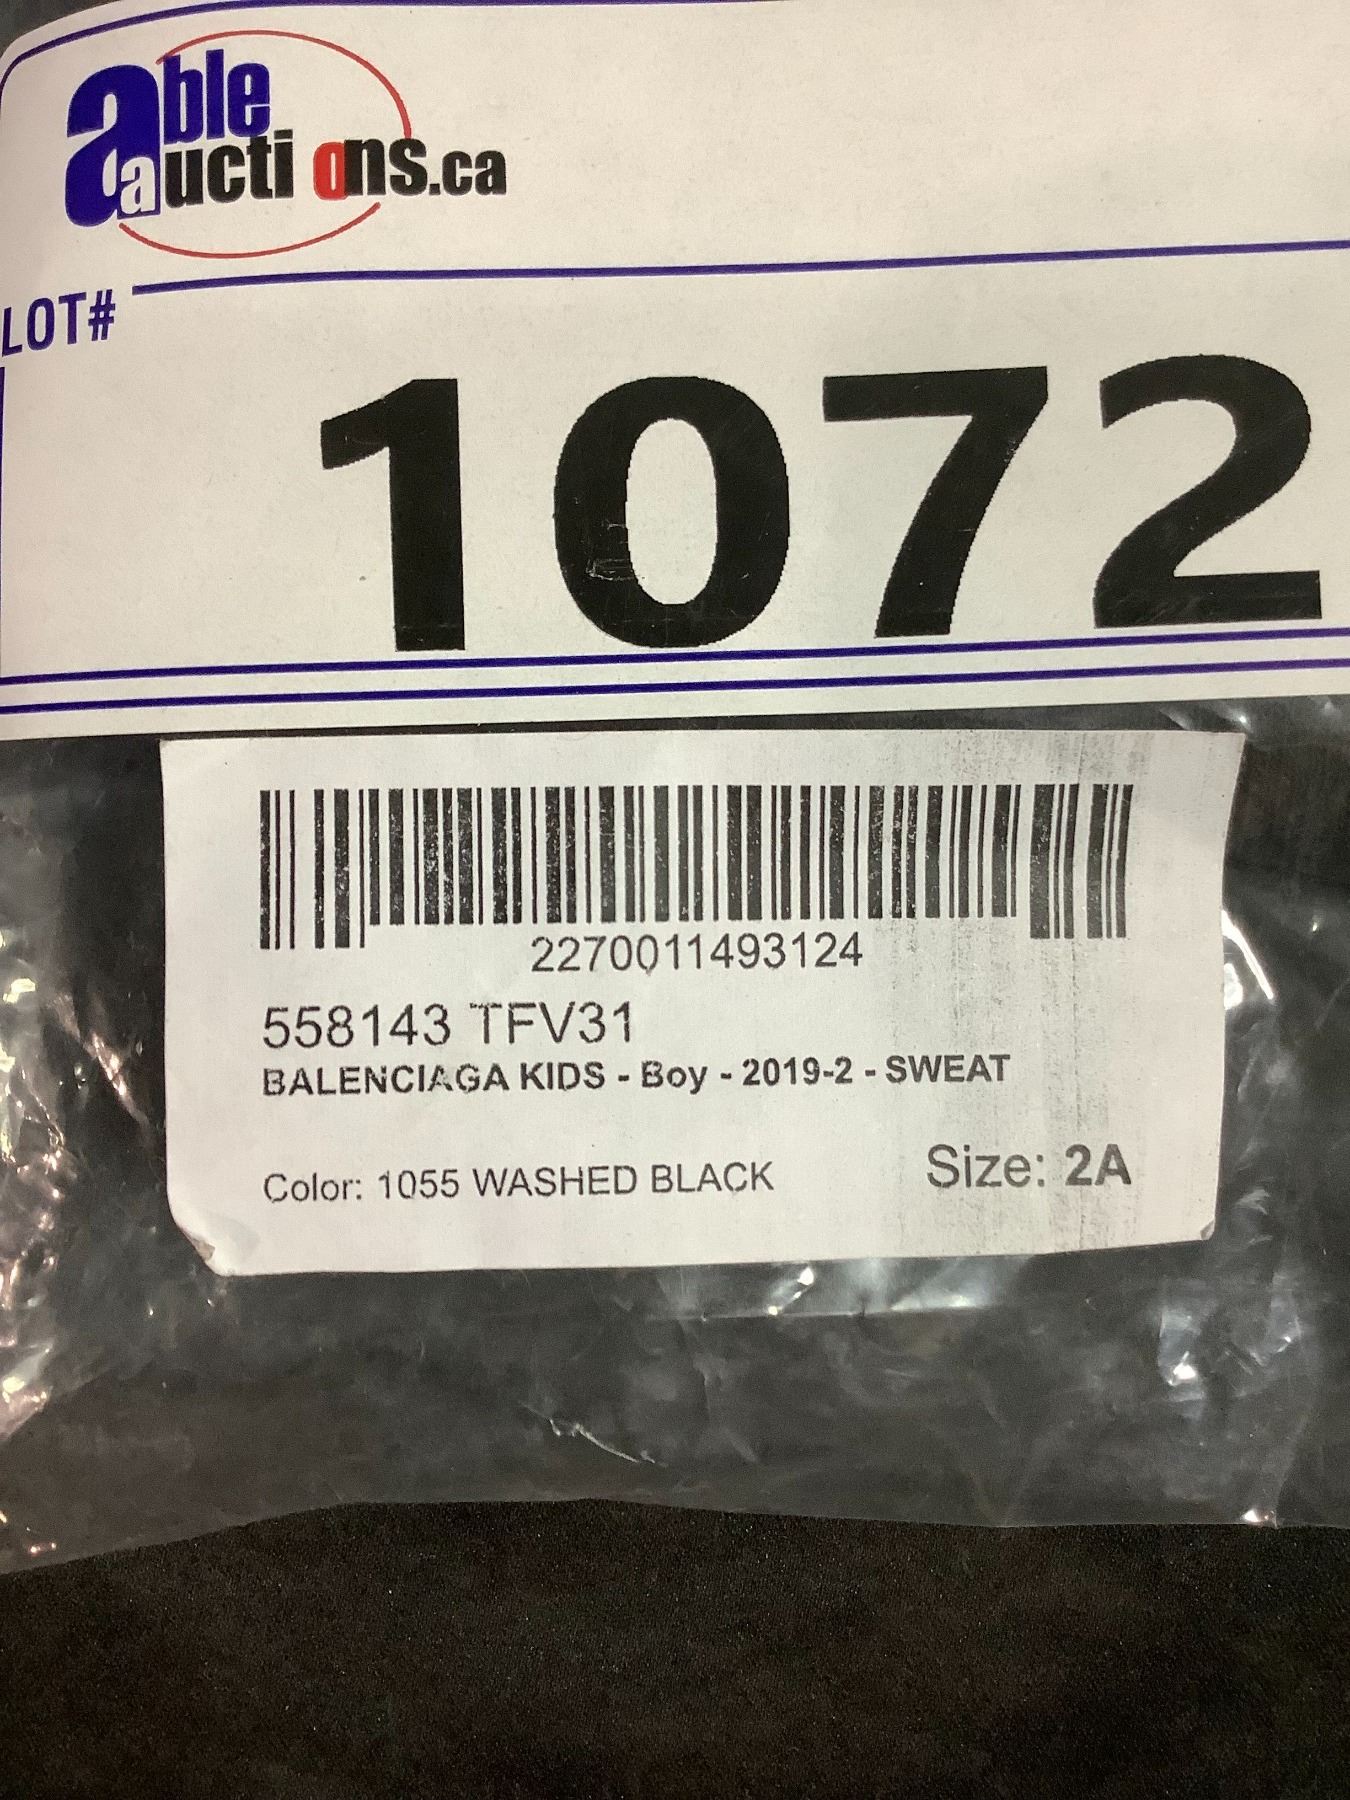 able
auctions.ca
LOT#
1072
2270011493124
558143 TFV31
BALENCIAGA KIDS - Boy - 2019-2 - SWEAT
Color: 1055 WASHED BLACK
Size: 2A